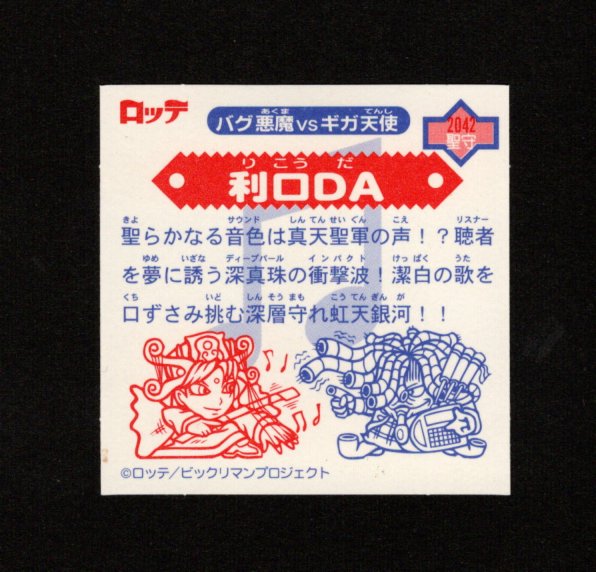 ロッテ
バグ悪魔vsギガ天使
あくま
てんし
2042
聖守
りこうだ
利口DA
きよ サウンド しんてんせいぐん こえ リスナー
聖らかなる音色は真天聖軍の声!?聴者
ゆめ いざな ディープパール インパクト けっぱく うた
を夢に誘う深真珠の衝撃波!潔白の歌を
くち いど しんそうまも こうてんぎんが
口ずさみ挑む深層守れ虹天銀河!!
©ロッテ/ビックリマンプロジェクト